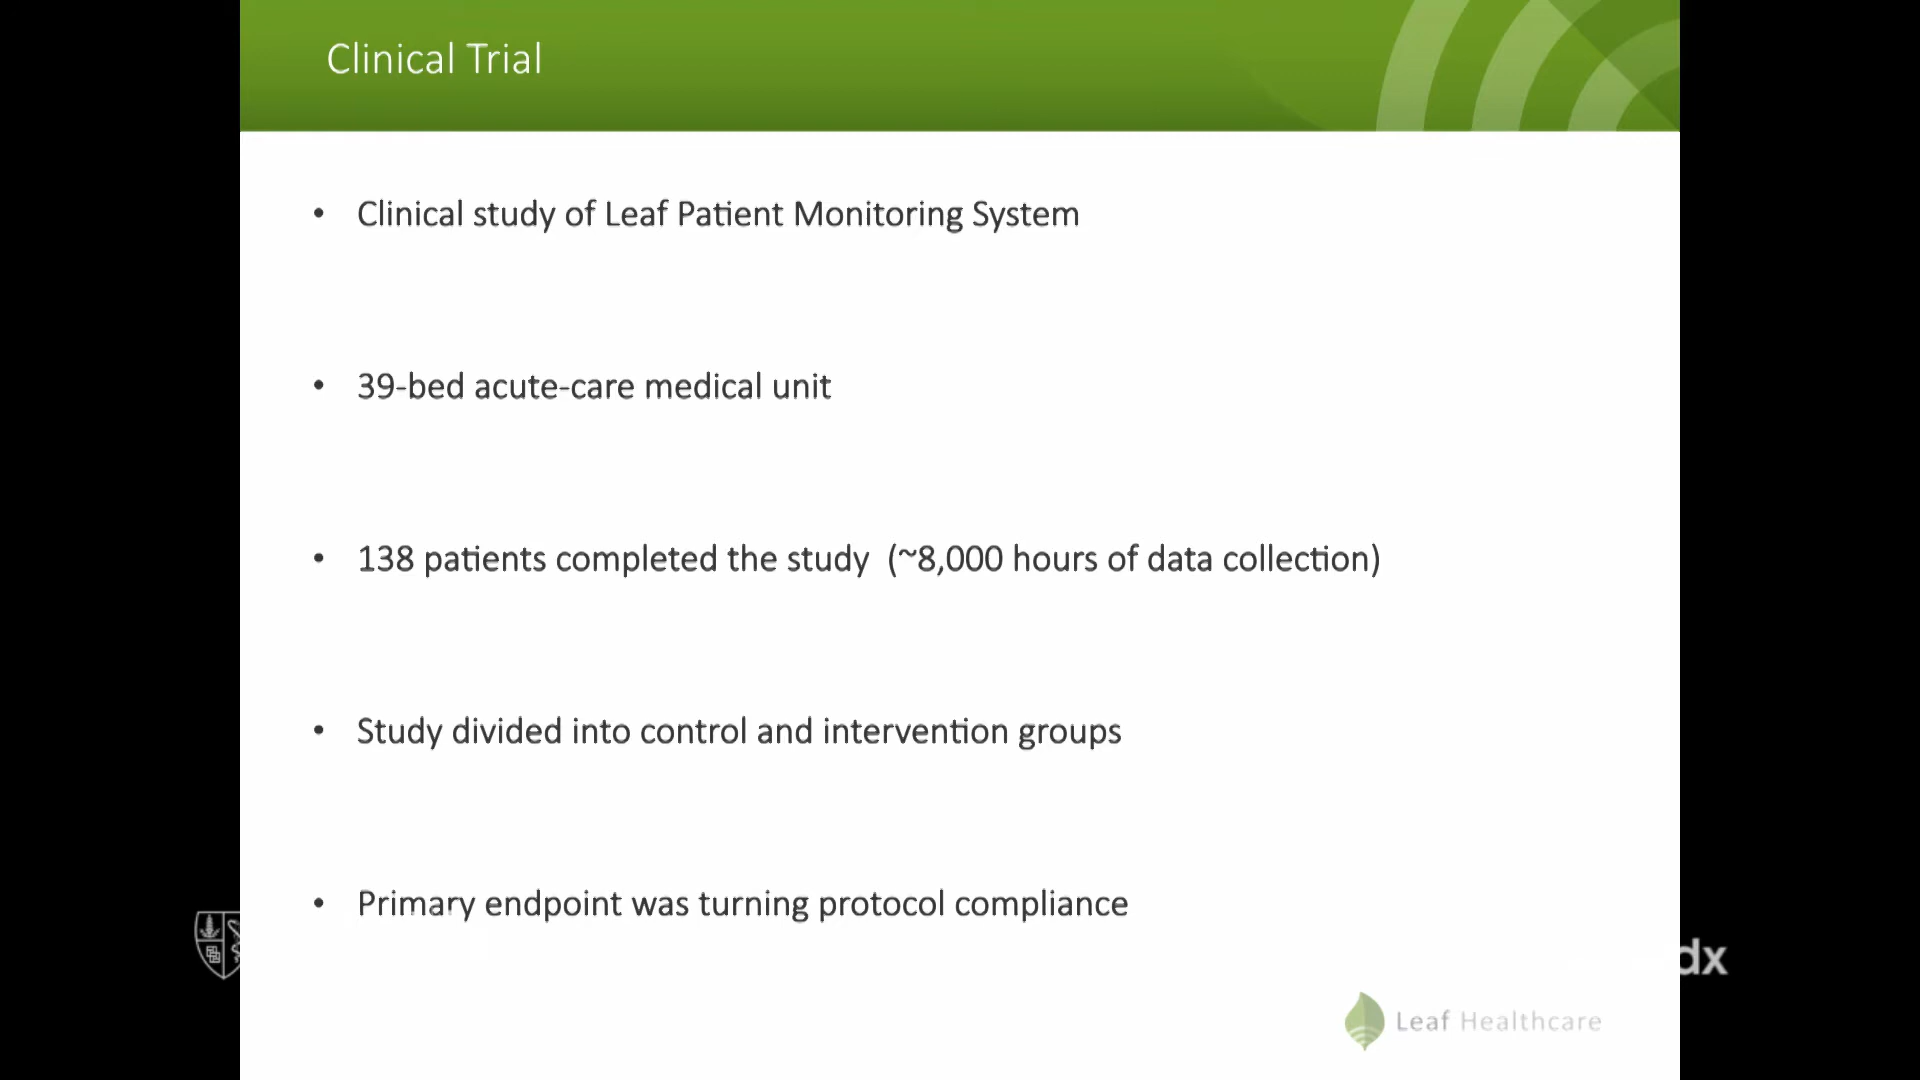 Clinical Trial
• Clinical study of Leaf Patient Monitoring System
• 39-bed acute-care medical unit
• 138 patients completed the study (~8,000 hours of data collection)
• Study divided into control and intervention groups
• Primary endpoint was turning protocol compliance
dx
Leaf Healthcare